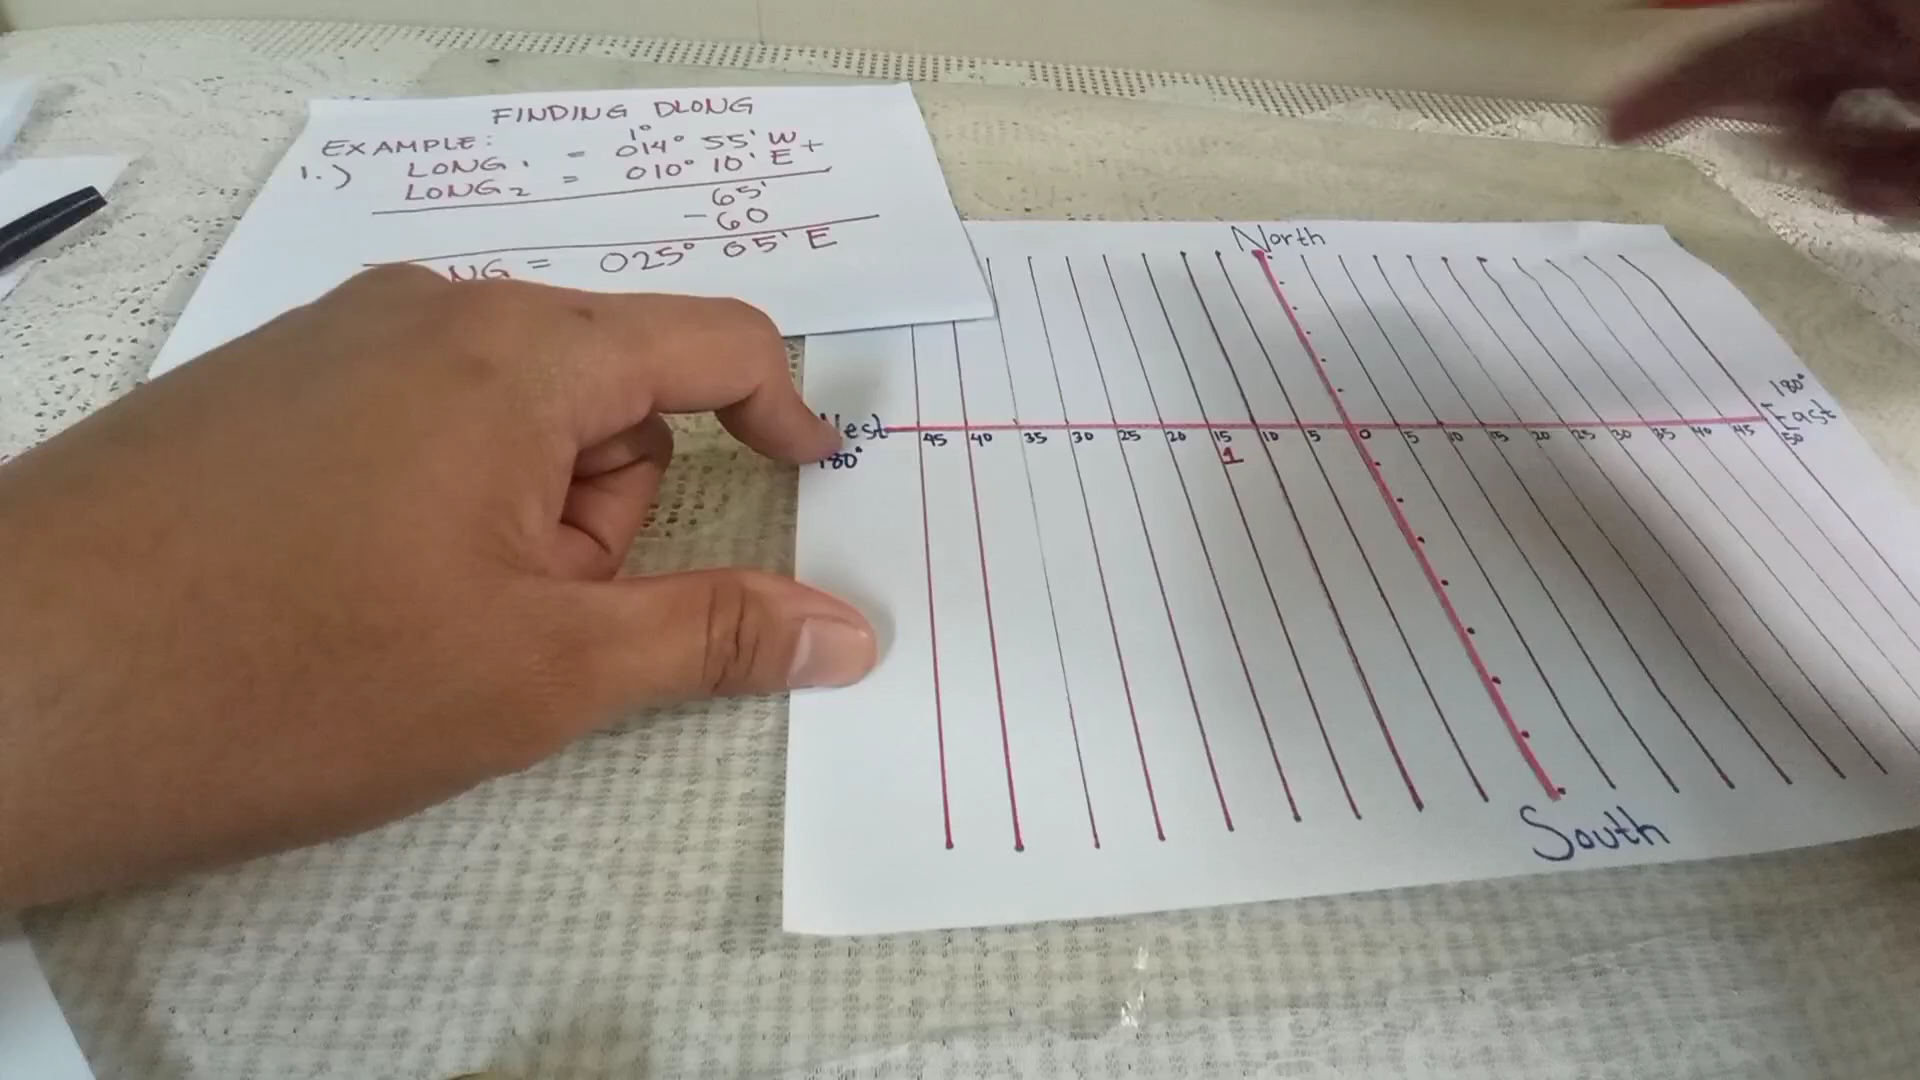 FINDING DLONG
EXAMPLE:
1°
1.) LONG₁ = 014° 55' W
LONG₂ = 010° 10' E +
65'
-60
= 025° 05' E
North
180°
East
45 40 35 30 25 20 15 10 5 0 5 10 15 20 25 30 35 40 45 50
1
180°
South